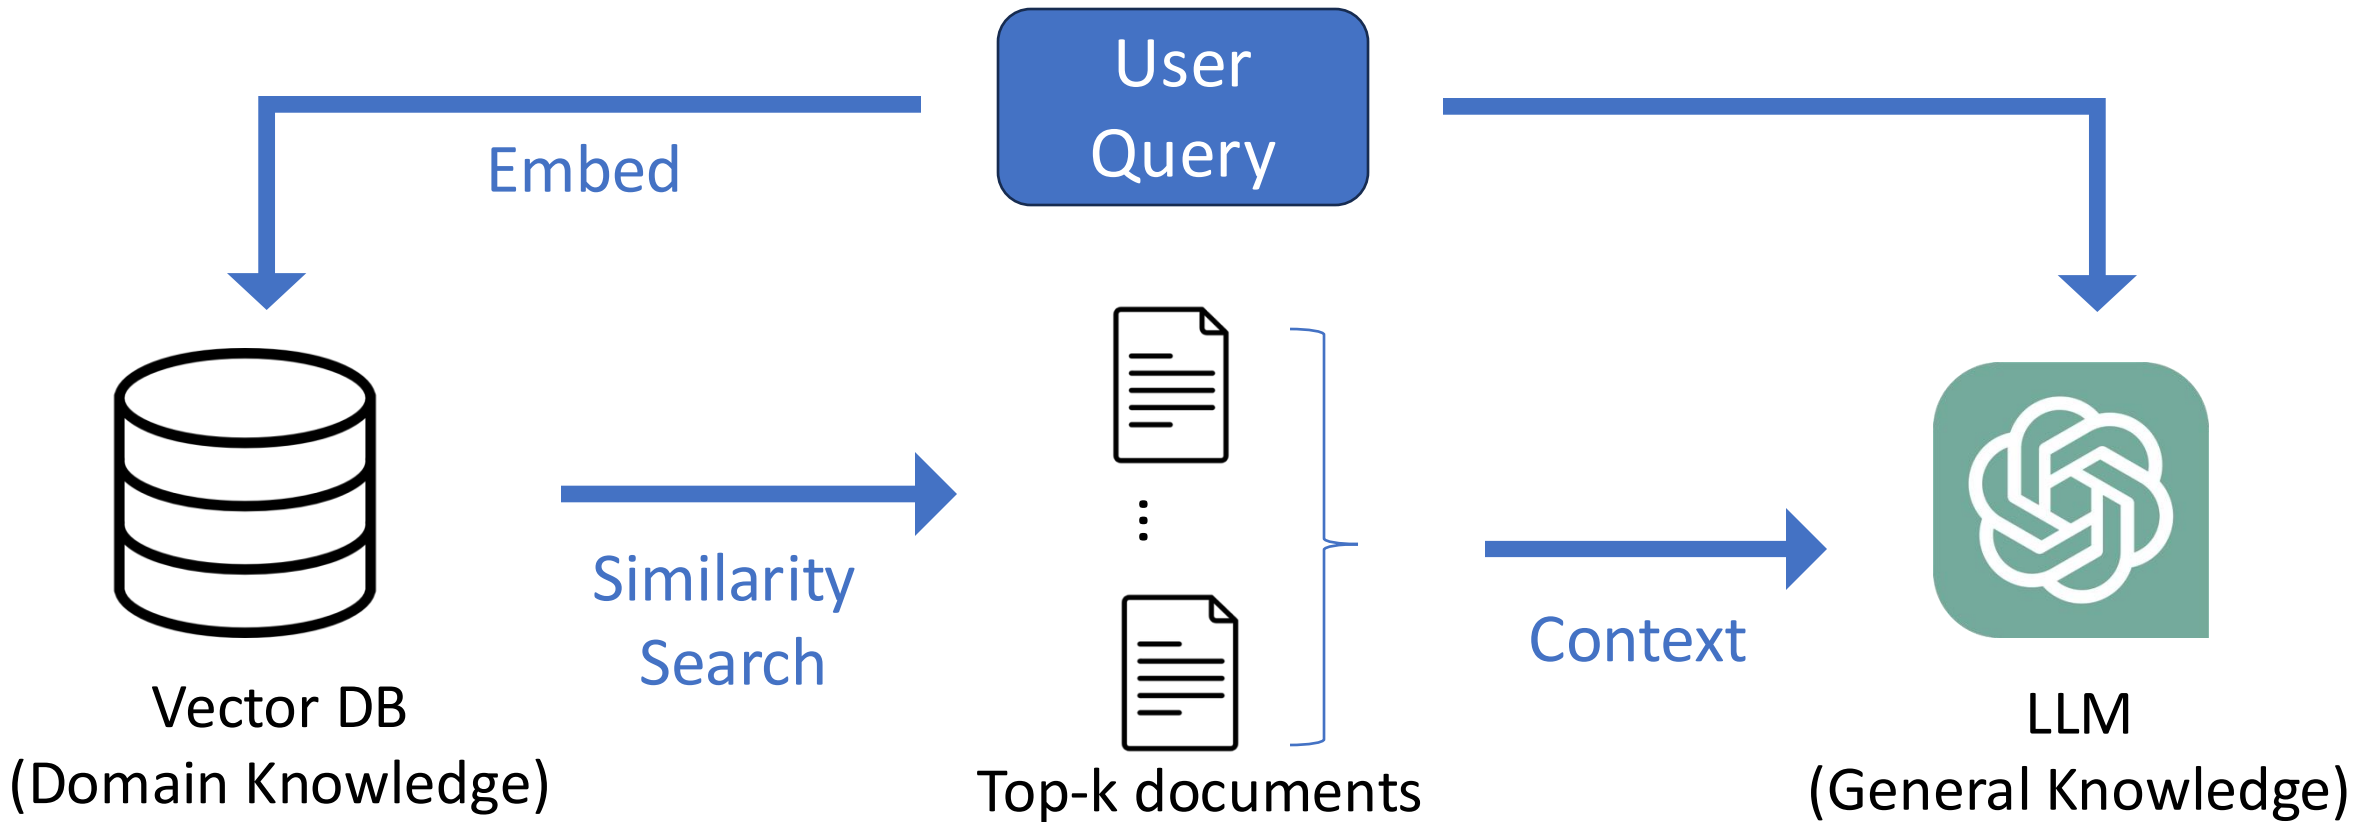 User
Query
Embed
Similarity
Search
Context
Vector DB
(Domain Knowledge)
Top-k documents
LLM
(General Knowledge)